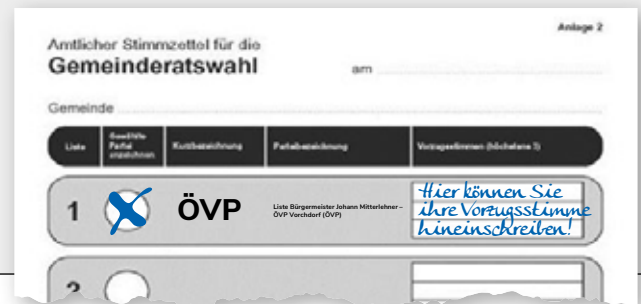 Anlage 2
Amtlicher Stimmzettel für die
Gemeinderatswahl
am
Gemeinde
Liste
Gewählte
Partei
anzeichnen
Kurzbezeichnung
Parteibezeichnung
Vorzugsstimmen (höchstens 3)
1
ÖVP
Liste Bürgermeister Johann Mitterlehner –
ÖVP Vorchdorf (ÖVP)
Hier können Sie
ihre Vorzugsstimme
hineinschreiben!
2